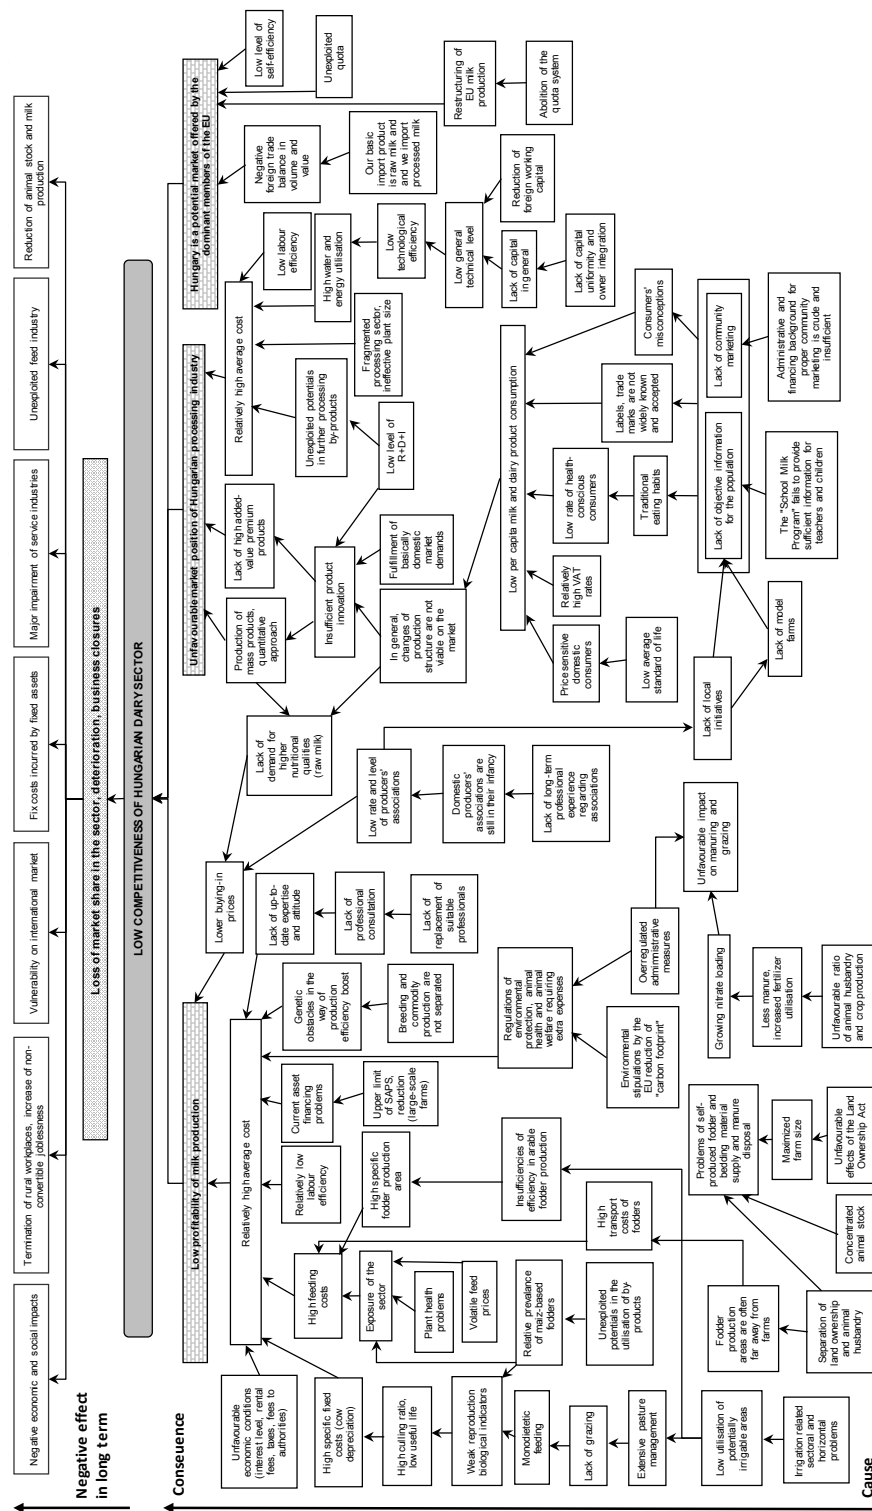 Negative effect
in long term
Negative economic and social impacts
Termination of rural workplaces, increase of non-
convertible joblessness
Vulnerability on international market
Fix costs incurred by fixed assets
Major impairment of service industries
Unexploited feed industry
Reduction of animal stock and milk
production
Loss of market share in the sector, deterioration, business closures
LOW COMPETITIVENESS OF HUNGARIAN DAIRY SECTOR
Conseuence
Low profitability of milk production
Unfavourable market position of Hungarian processing industry
Hungary is a potential market offered by the
dominant members of the EU
Unfavourable
economic conditions
(interest level, rental
fees, taxes, fees to
authorities)
Relatively high average cost
Lower buying-in
prices
Production of
mass products,
quantitative
approach
Lack of high added-
value premium
products
Relatively high average cost
Negative
foreign trade
balance in
volume and
value
Low level of
self-efficiency
Unexploited
quota
High specific fixed
costs (cow
depreciation)
High feeding
costs
Relatively low
labour
efficiency
Current asset
financing
problems
Genetic
obstacles in the
way of
production
efficiency boost
Lack of up-to-
date expertise
and attitude
Lack of
demand for
higher
nutritional
qualities
(raw milk)
Low labour
efficiency
High water and
energy utilisation
Unexploited potentials
in further processing
by-products
Fragmented
processing sector,
ineffective plant size
Our basic
import product
is raw milk and
we import
processed milk
High culling ratio,
low useful life
Exposure of the
sector
High specific
fodder production
area
Upper limit
of SAPS,
reduction
(large-scale
farms)
Breeding and
commodity
production are
not separated
Lack of
professional
consultation
Low rate and level
of producers'
associations
Insufficient product
innovation
Fulfillment of
basically
domestic market
demands
Low level of
R+D+I
Low
technological
efficiency
Weak reproduction
biological indicators
Plant health
problems
Volatile feed
prices
Lack of
replacement of
suitable
professionals
Domestic
producers'
associations are
still in their infancy
In general,
changes of
production
structure are not
viable on the
market
Low general
technical level
Restructuring of
EU milk
production
Monodietetic
feeding
Relative prevalance
of maiz-based
fodders
Insufficiencies of
efficiency in arable
fodder production
Regulations of
environmental
protection, animal
health and animal
welfare requiring
extra expenses
Lack of long-term
professional
experience
regarding
associations
Low per capita milk and dairy product consumption
Lack of capital
in general
Reduction of
foreign working
capital
Abolition of the
quota system
Lack of grazing
Unexploited
potentials in the
utilisation of by-
products
High
transport costs
of fodders
Price sensitive
domestic
consumers
Relatively
high VAT
rates
Low rate of health-
conscious
consumers
Lack of capital
uniformity and
owner integration
Extensive pasture
management
Environmental
stipulations by the
EU reduction of
"carbon footprint"
Overregulated
admiministrative
measures
Low average
standard of life
Traditional
eating habits
Labels, trade
marks are not
widely known
and accepted
Consumers'
misconceptions
Low utilisation of
potentially
irrigable areas
Fodder
production
areas are often
far away from
farms
Problems of self-
produced fodder and
bedding material
supply and manure
disposal
Growing nitrate loading
Unfavourable impact
on manuring and
grazing
Lack of local
initiatives
Lack of objective information
for the population
Lack of community
marketing
Irrigation related
sectoral and
horizontal
problems
Separation of
land ownership
and animal
husbandry
Concentrated
animal stock
Maximized
farm size
Less manure,
increased fertilizer
utilisation
Lack of model
farms
The "School Milk
Program" fails to provide
sufficient information for
teachers and children
Administrative and
financing background for
proper community
marketing is crude and
insufficient
Unfavourable
effects of the Land
Ownership Act
Unfavourable ratio
of animal husbandry
and crop production
Cause